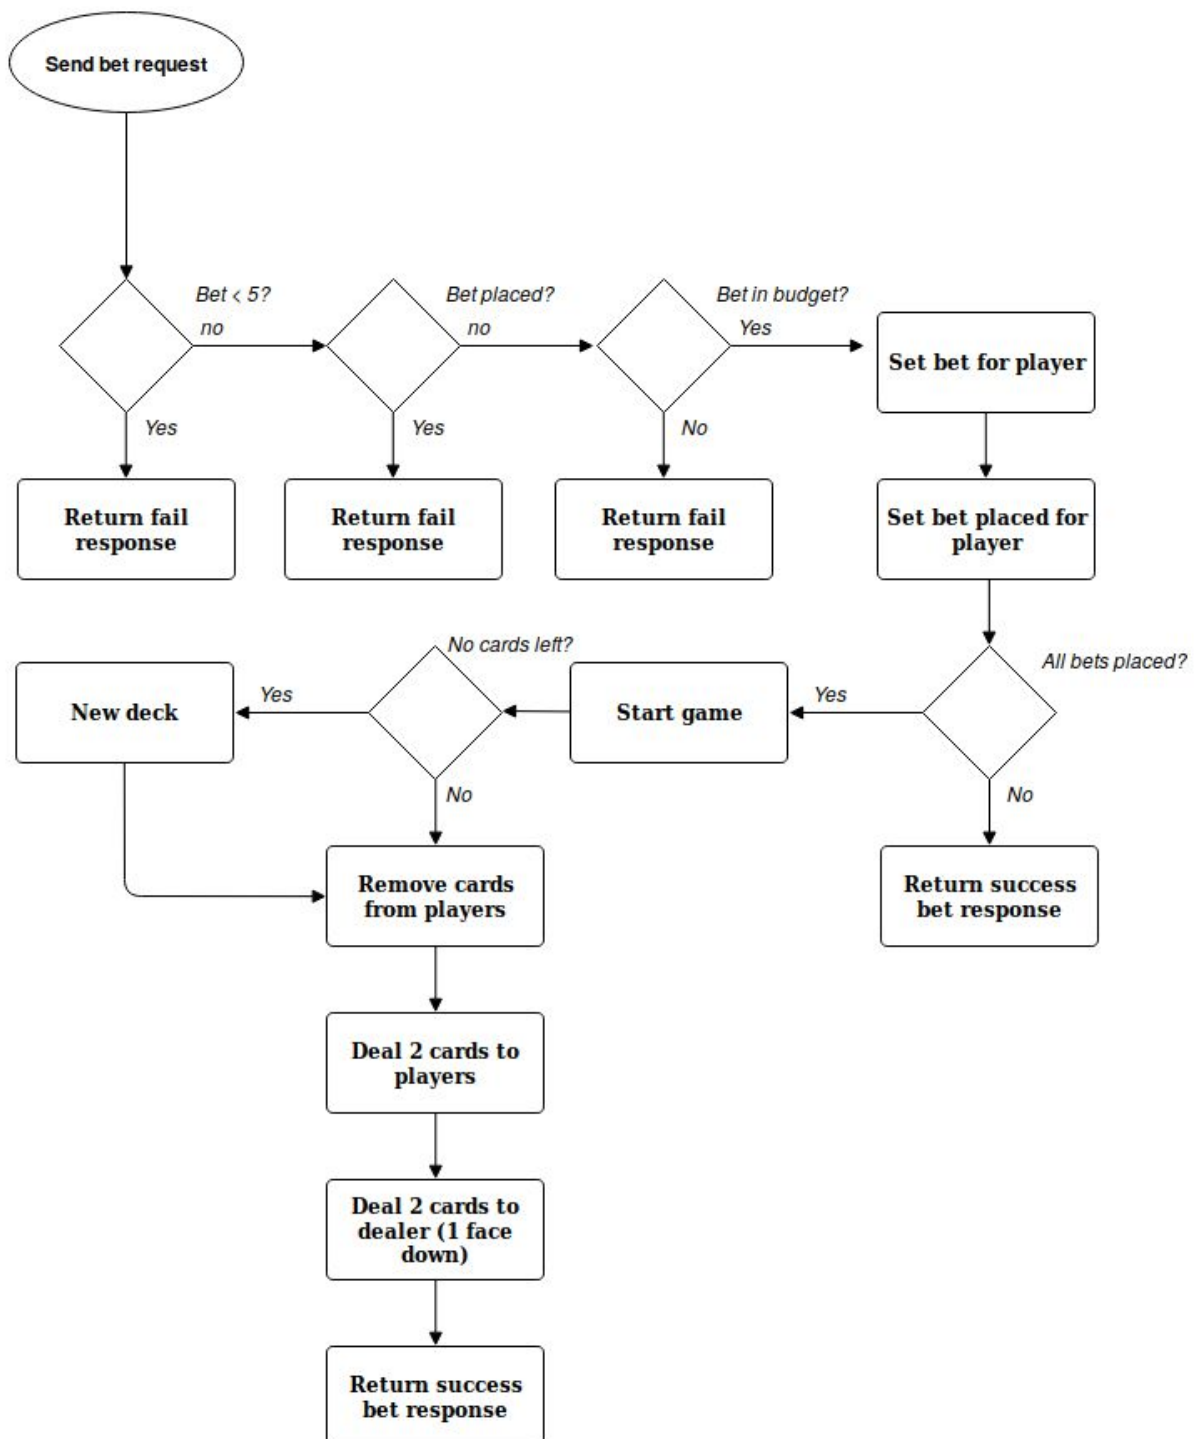 Send bet request
Bet < 5?
no
Bet placed?
no
Bet in budget?
Yes
Set bet for player
Yes
Yes
No
Return fail
response
Return fail
response
Return fail
response
Set bet placed for
player
No cards left?
All bets placed?
New deck
Yes
Start game
Yes
No
No
Remove cards
from players
Return success
bet response
Deal 2 cards to
players
Deal 2 cards to
dealer (1 face
down)
Return success
bet response